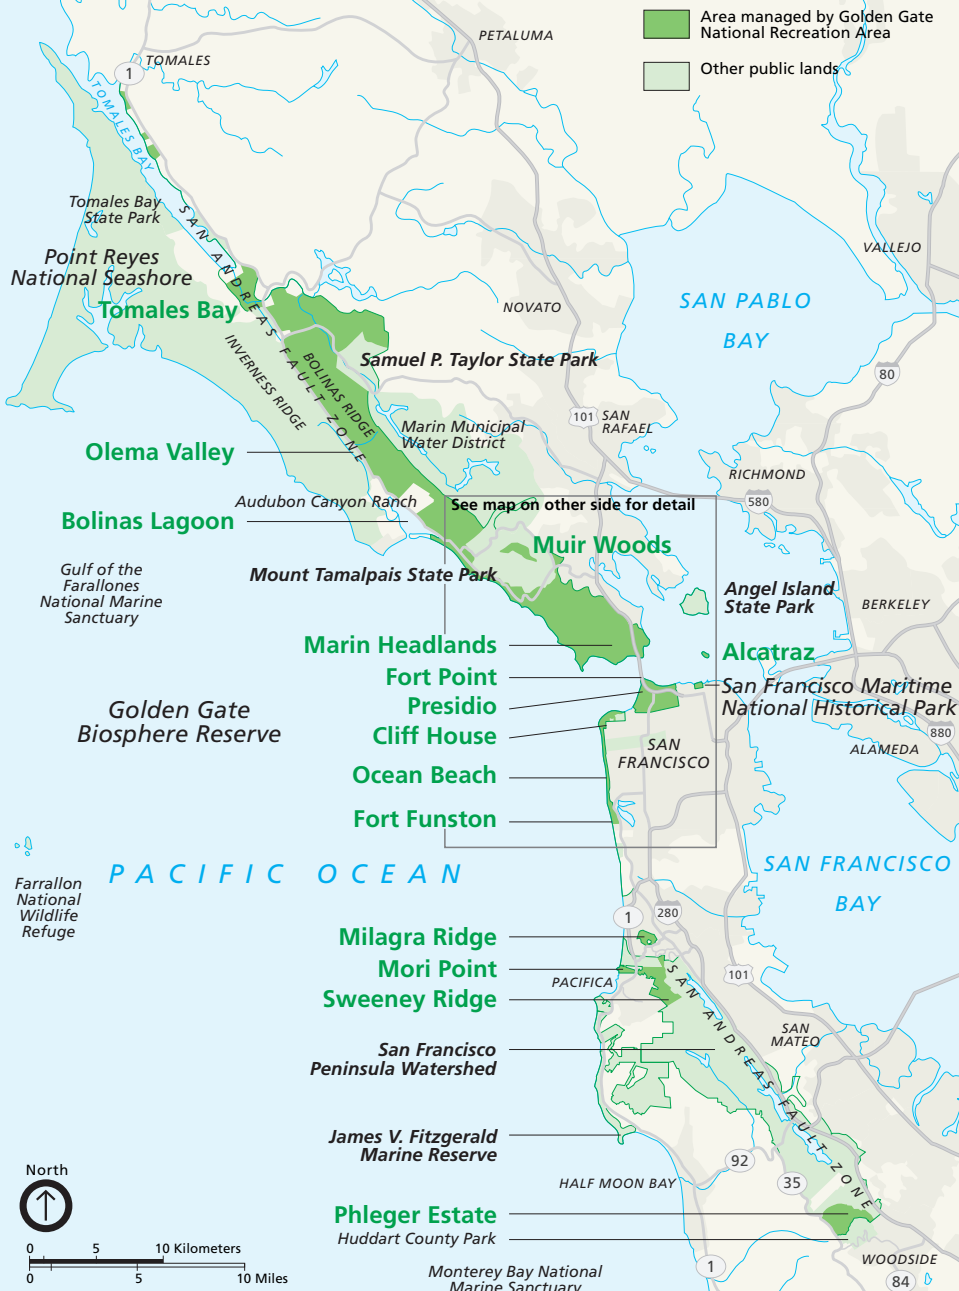 Area managed by Golden Gate
National Recreation Area
Other public lands
PETALUMA
TOMALES
1
TOMALES BAY
Tomales Bay
State Park
SAN ANDREAS FAULT ZONE
Point Reyes
National Seashore
Tomales Bay
VALLEJO
SAN PABLO
BAY
NOVATO
INVERNESS RIDGE
BOLINAS RIDGE
Samuel P. Taylor State Park
80
101
SAN
RAFAEL
Marin Municipal
Water District
Olema Valley
RICHMOND
580
Audubon Canyon Ranch
See map on other side for detail
Bolinas Lagoon
Muir Woods
Gulf of the
Farallones
National Marine
Sanctuary
Mount Tamalpais State Park
Angel Island
State Park
BERKELEY
Marin Headlands
Alcatraz
Fort Point
San Francisco Maritime
National Historical Park
Presidio
Golden Gate
Biosphere Reserve
Cliff House
880
SAN
FRANCISCO
ALAMEDA
Ocean Beach
Fort Funston
PACIFIC OCEAN
SAN FRANCISCO
BAY
Farrallon
National
Wildlife
Refuge
1
280
Milagra Ridge
Mori Point
101
PACIFICA
Sweeney Ridge
SAN ANDREAS FAULT ZONE
SAN
MATEO
San Francisco
Peninsula Watershed
James V. Fitzgerald
Marine Reserve
92
35
HALF MOON BAY
North
Phleger Estate
Huddart County Park
0 5 10 Kilometers
0 5 10 Miles
WOODSIDE
1
84
Monterey Bay National
Marine Sanctuary